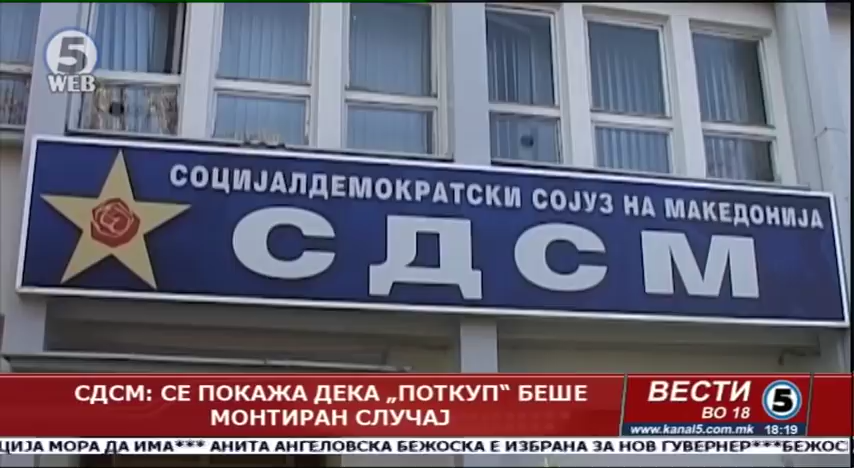 5
WEB
СОЦИЈАЛДЕМОКРАТСКИ СОЈУЗ НА МАКЕДОНИЈА
СДСМ
СДСМ: СЕ ПОКАЖА ДЕКА „ПОТКУП“ БЕШЕ
МОНТИРАН СЛУЧАЈ
ВЕСТИ
ВО 18
5
www.kanal5.com.mk
18:19
ЦИЈА МОРА ДА ИМА*** АНИТА АНГЕЛОВСКА БЕЖОСКА Е ИЗБРАНА ЗА НОВ ГУВЕРНЕР***БЕЖОС